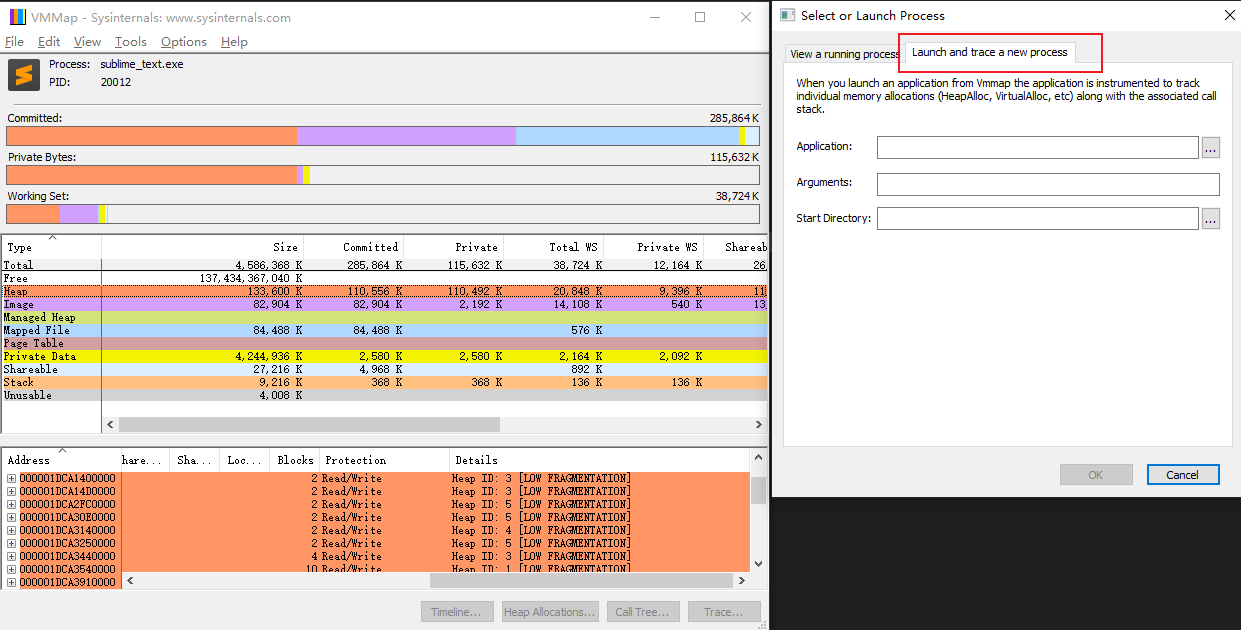 VMMap - Sysinternals: www.sysinternals.com
File Edit View Tools Options Help
Process: sublime_text.exe
PID: 20012
Committed: 285,864 K
Private Bytes: 115,632 K
Working Set: 38,724 K
Type Size Committed Private Total WS Private WS Shareab
Total 4,586,368 K 285,864 K 115,632 K 38,724 K 12,164 K 26,
Free 137,434,367,040 K
Heap 133,600 K 110,556 K 110,492 K 20,848 K 9,396 K 11
Image 82,904 K 82,904 K 2,192 K 14,108 K 540 K 13,
Managed Heap
Mapped File 84,488 K 84,488 K 576 K
Page Table
Private Data 4,244,936 K 2,580 K 2,580 K 2,164 K 2,092 K
Shareable 27,216 K 4,968 K 892 K
Stack 9,216 K 368 K 368 K 136 K 136 K
Unusable 4,008 K
Address hare... Sha... Loc... Blocks Protection Details
000001DCA1400000 2 Read/Write Heap ID: 3 [LOW FRAGMENTATION]
000001DCA14D0000 2 Read/Write Heap ID: 3 [LOW FRAGMENTATION]
000001DCA2FC0000 2 Read/Write Heap ID: 5 [LOW FRAGMENTATION]
000001DCA30E0000 2 Read/Write Heap ID: 5 [LOW FRAGMENTATION]
000001DCA3140000 2 Read/Write Heap ID: 4 [LOW FRAGMENTATION]
000001DCA3250000 2 Read/Write Heap ID: 5 [LOW FRAGMENTATION]
000001DCA3440000 4 Read/Write Heap ID: 3 [LOW FRAGMENTATION]
000001DCA3540000 10 Read/Write Heap ID: 1 [LOW FRAGMENTATION]
000001DCA3910000
Timeline... Heap Allocations... Call Tree... Trace...
Select or Launch Process
View a running process Launch and trace a new process
When you launch an application from Vmmap the application is instrumented to track
individual memory allocations (HeapAlloc, VirtualAlloc, etc) along with the associated call
stack.
Application: ...
Arguments:
Start Directory: ...
OK Cancel